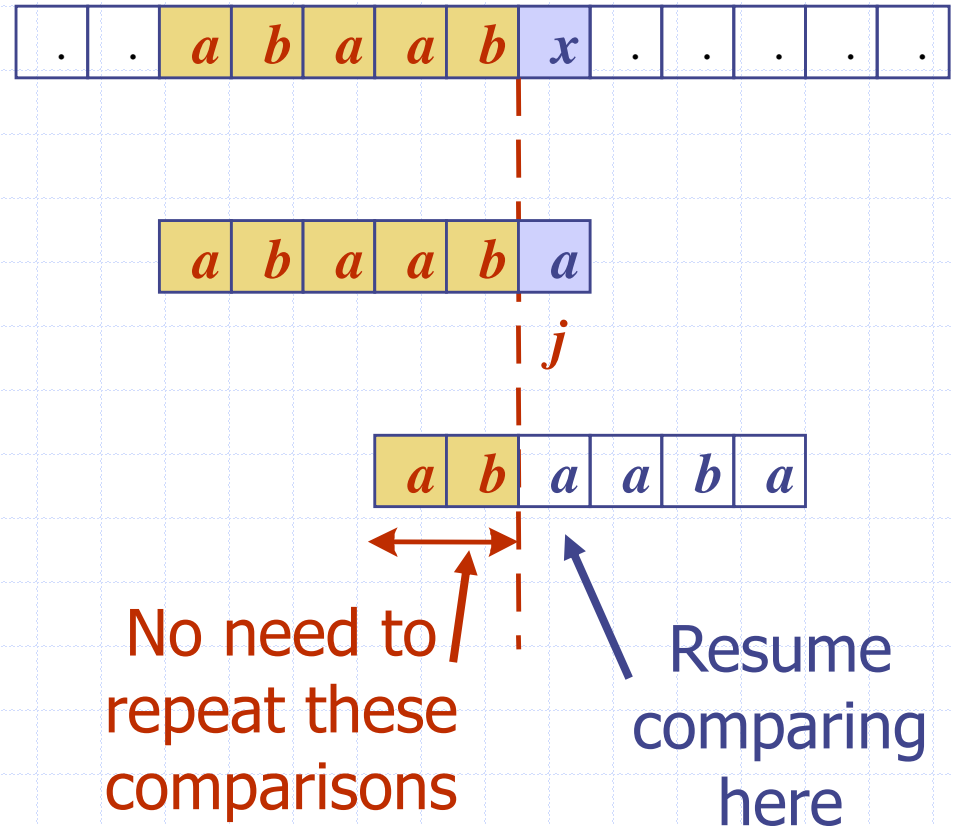 . . a b a a b x . . . . .
a b a a b a
j
a b a a b a
No need to
repeat these
comparisons
Resume
comparing
here